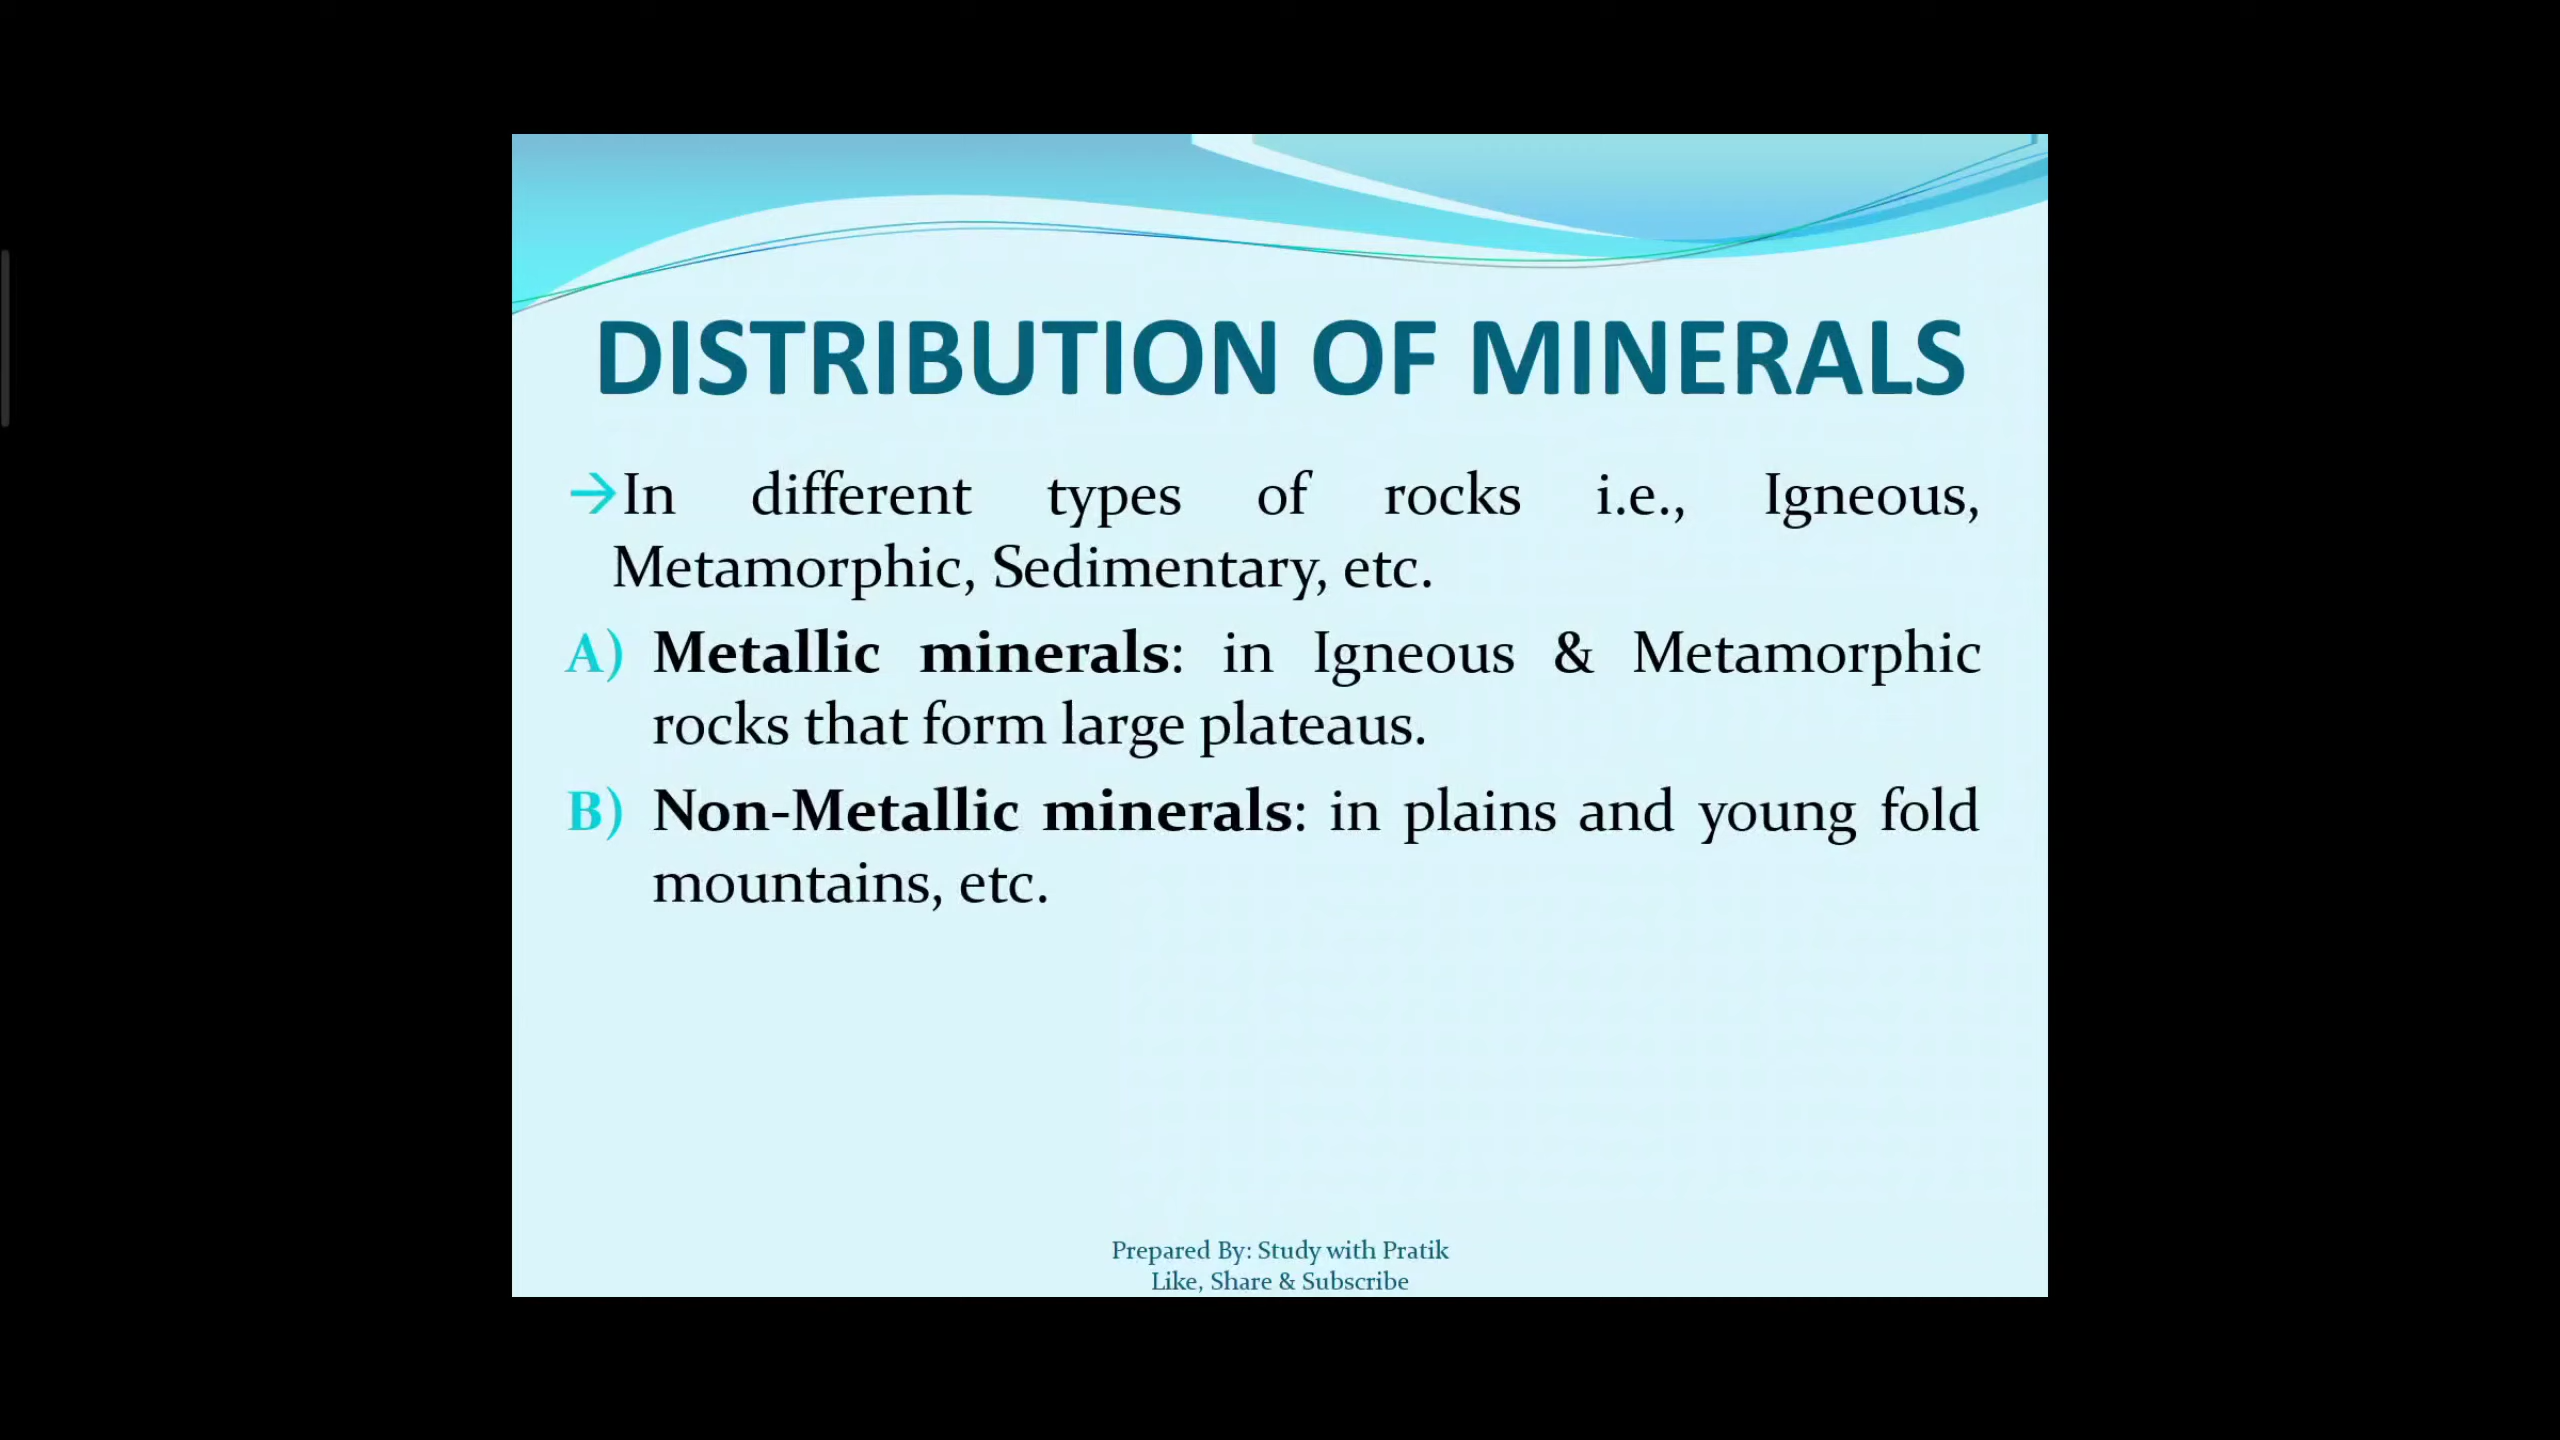 DISTRIBUTION OF MINERALS
→In different types of rocks i.e., Igneous,
Metamorphic, Sedimentary, etc.
A) Metallic minerals: in Igneous & Metamorphic
rocks that form large plateaus.
B) Non-Metallic minerals: in plains and young fold
mountains, etc.
Prepared By: Study with Pratik
Like, Share & Subscribe